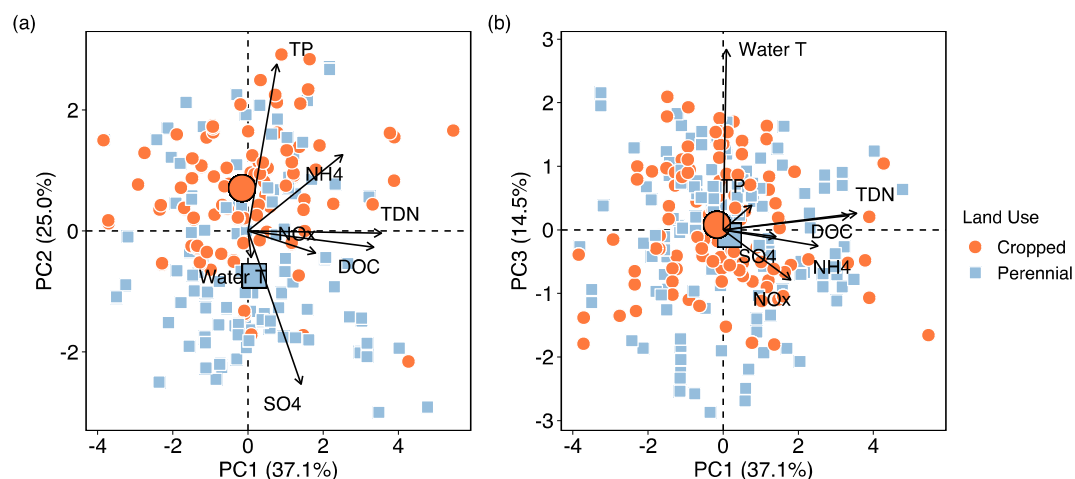 (a)
(b)
TP
NH4
TDN
NOx
DOC
Water T
SO4
2
0
-2
-4
-2
0
2
4
PC2 (25.0%)
PC1 (37.1%)
Water T
TP
TDN
DOC
SO4
NH4
NOx
3
2
1
0
-1
-2
-3
-4
-2
0
2
4
PC3 (14.5%)
PC1 (37.1%)
Land Use
Cropped
Perennial